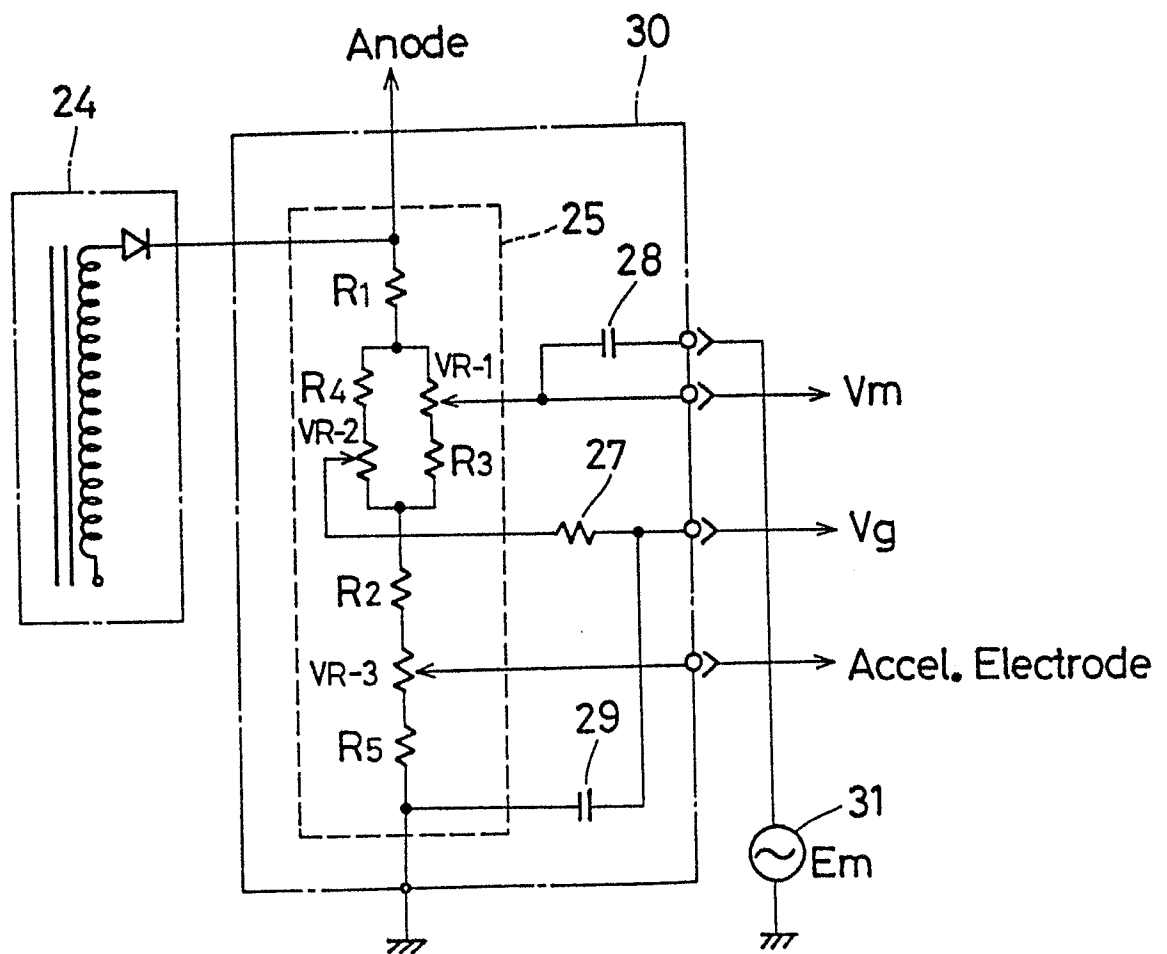 Anode
30
24
25
28
R1
VR-1
R4
Vm
VR-2
R3
27
Vg
R2
VR-3
Accel. Electrode
29
R5
31
Em